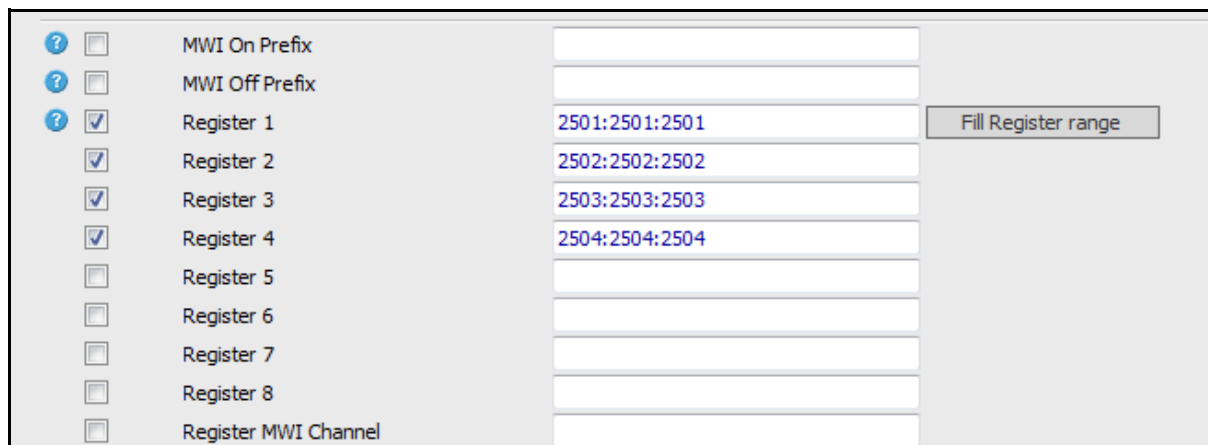 MWI On Prefix
MWI Off Prefix
Register 1 2501:2501:2501 Fill Register range
Register 2 2502:2502:2502
Register 3 2503:2503:2503
Register 4 2504:2504:2504
Register 5
Register 6
Register 7
Register 8
Register MWI Channel